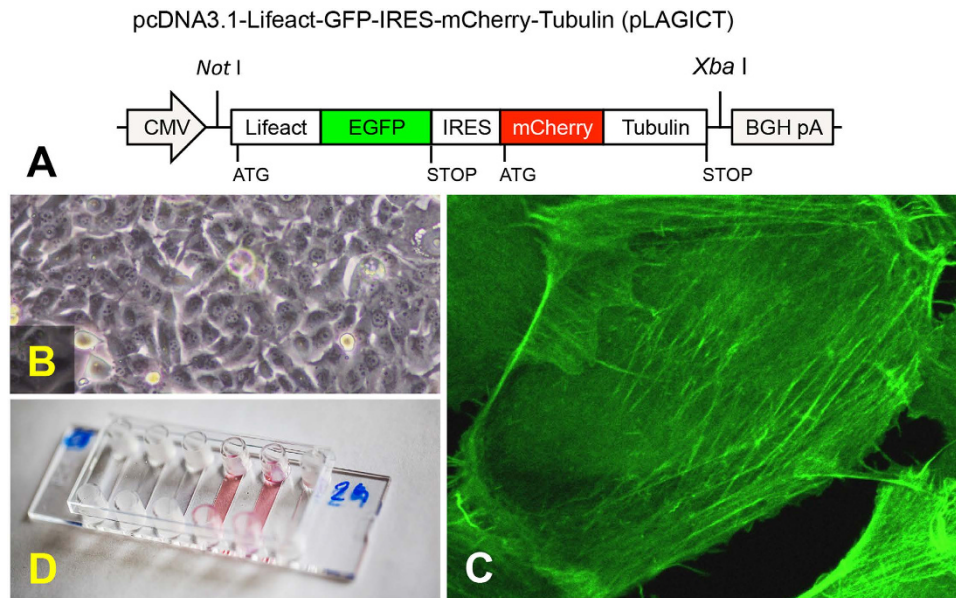 pcDNA3.1-Lifeact-GFP-IRES-mCherry-Tubulin (pLAGICT)
Not I
Xba I
CMV
Lifeact
EGFP
IRES
mCherry
Tubulin
BGH pA
ATG
STOP
ATG
STOP
A
B
C
D